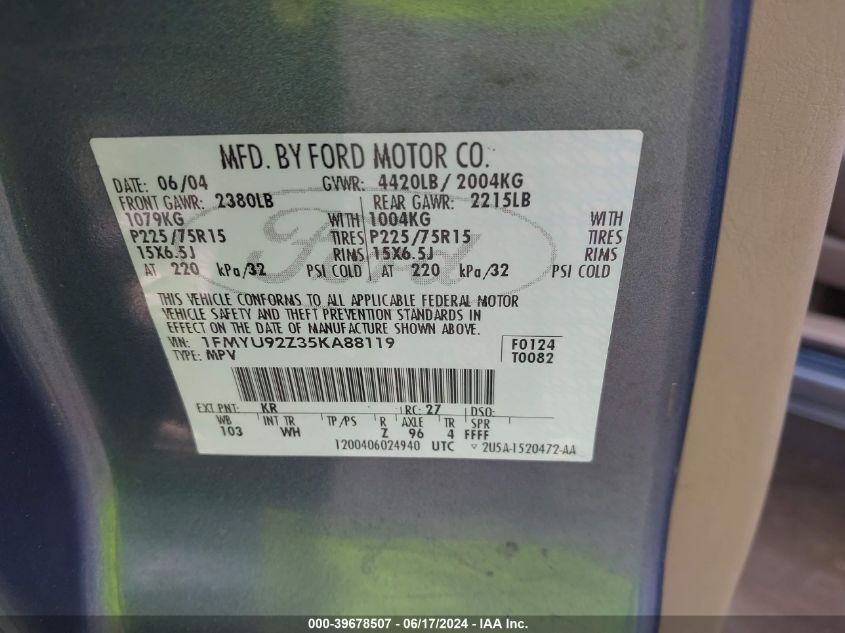 MFD. BY FORD MOTOR CO.
DATE: 06/04 GVWR: 4420LB/ 2004KG
FRONT GAWR: 2380LB REAR GAWR: 2215LB
1079KG WITH 1004KG WITH
P225/75R15 TIRES P225/75R15 TIRES
15X6.5J RIMS 15X6.5J RIMS
AT 220 kPa/32 PSI COLD AT 220 kPa/32 PSI COLD
Ford
THIS VEHICLE CONFORMS TO ALL APPLICABLE FEDERAL MOTOR
VEHICLE SAFETY AND THEFT PREVENTION STANDARDS IN
EFFECT ON THE DATE OF MANUFACTURE SHOWN ABOVE.
VIN: 1FMYU92Z35KA88119 F0124
TYPE: MPV T0082
EXT PNT: KR RC: 27 DSO:
WB INT TR TP/PS R AXLE TR SPR
103 WH Z 96 4 FFFF
1200406024940 UTC 2U5A-1520472-AA
000-39678507 - 06/17/2024 - IAA Inc.